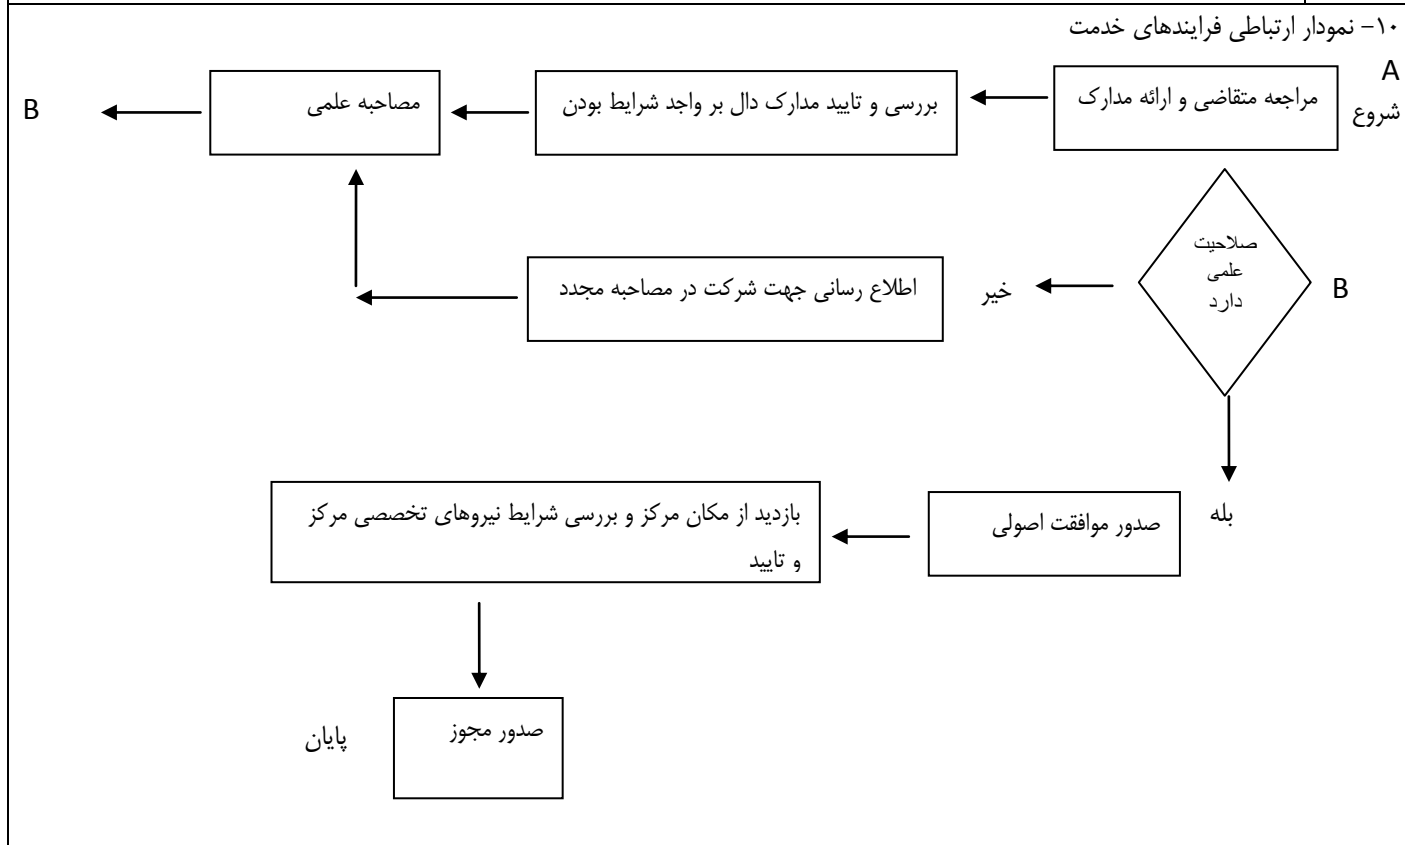 ۱۰- نمودار ارتباطی فرایندهای خدمت
A
شروع
مراجعه متقاضی و ارائه مدارک
بررسی و تایید مدارک دال بر واجد شرایط بودن
مصاحبه علمی
B
B
صلاحیت
علمی
دارد
خیر
اطلاع رسانی جهت شرکت در مصاحبه مجدد
بله
صدور موافقت اصولی
بازدید از مکان مرکز و بررسی شرایط نیروهای تخصصی مرکز
و تایید
صدور مجوز
پایان